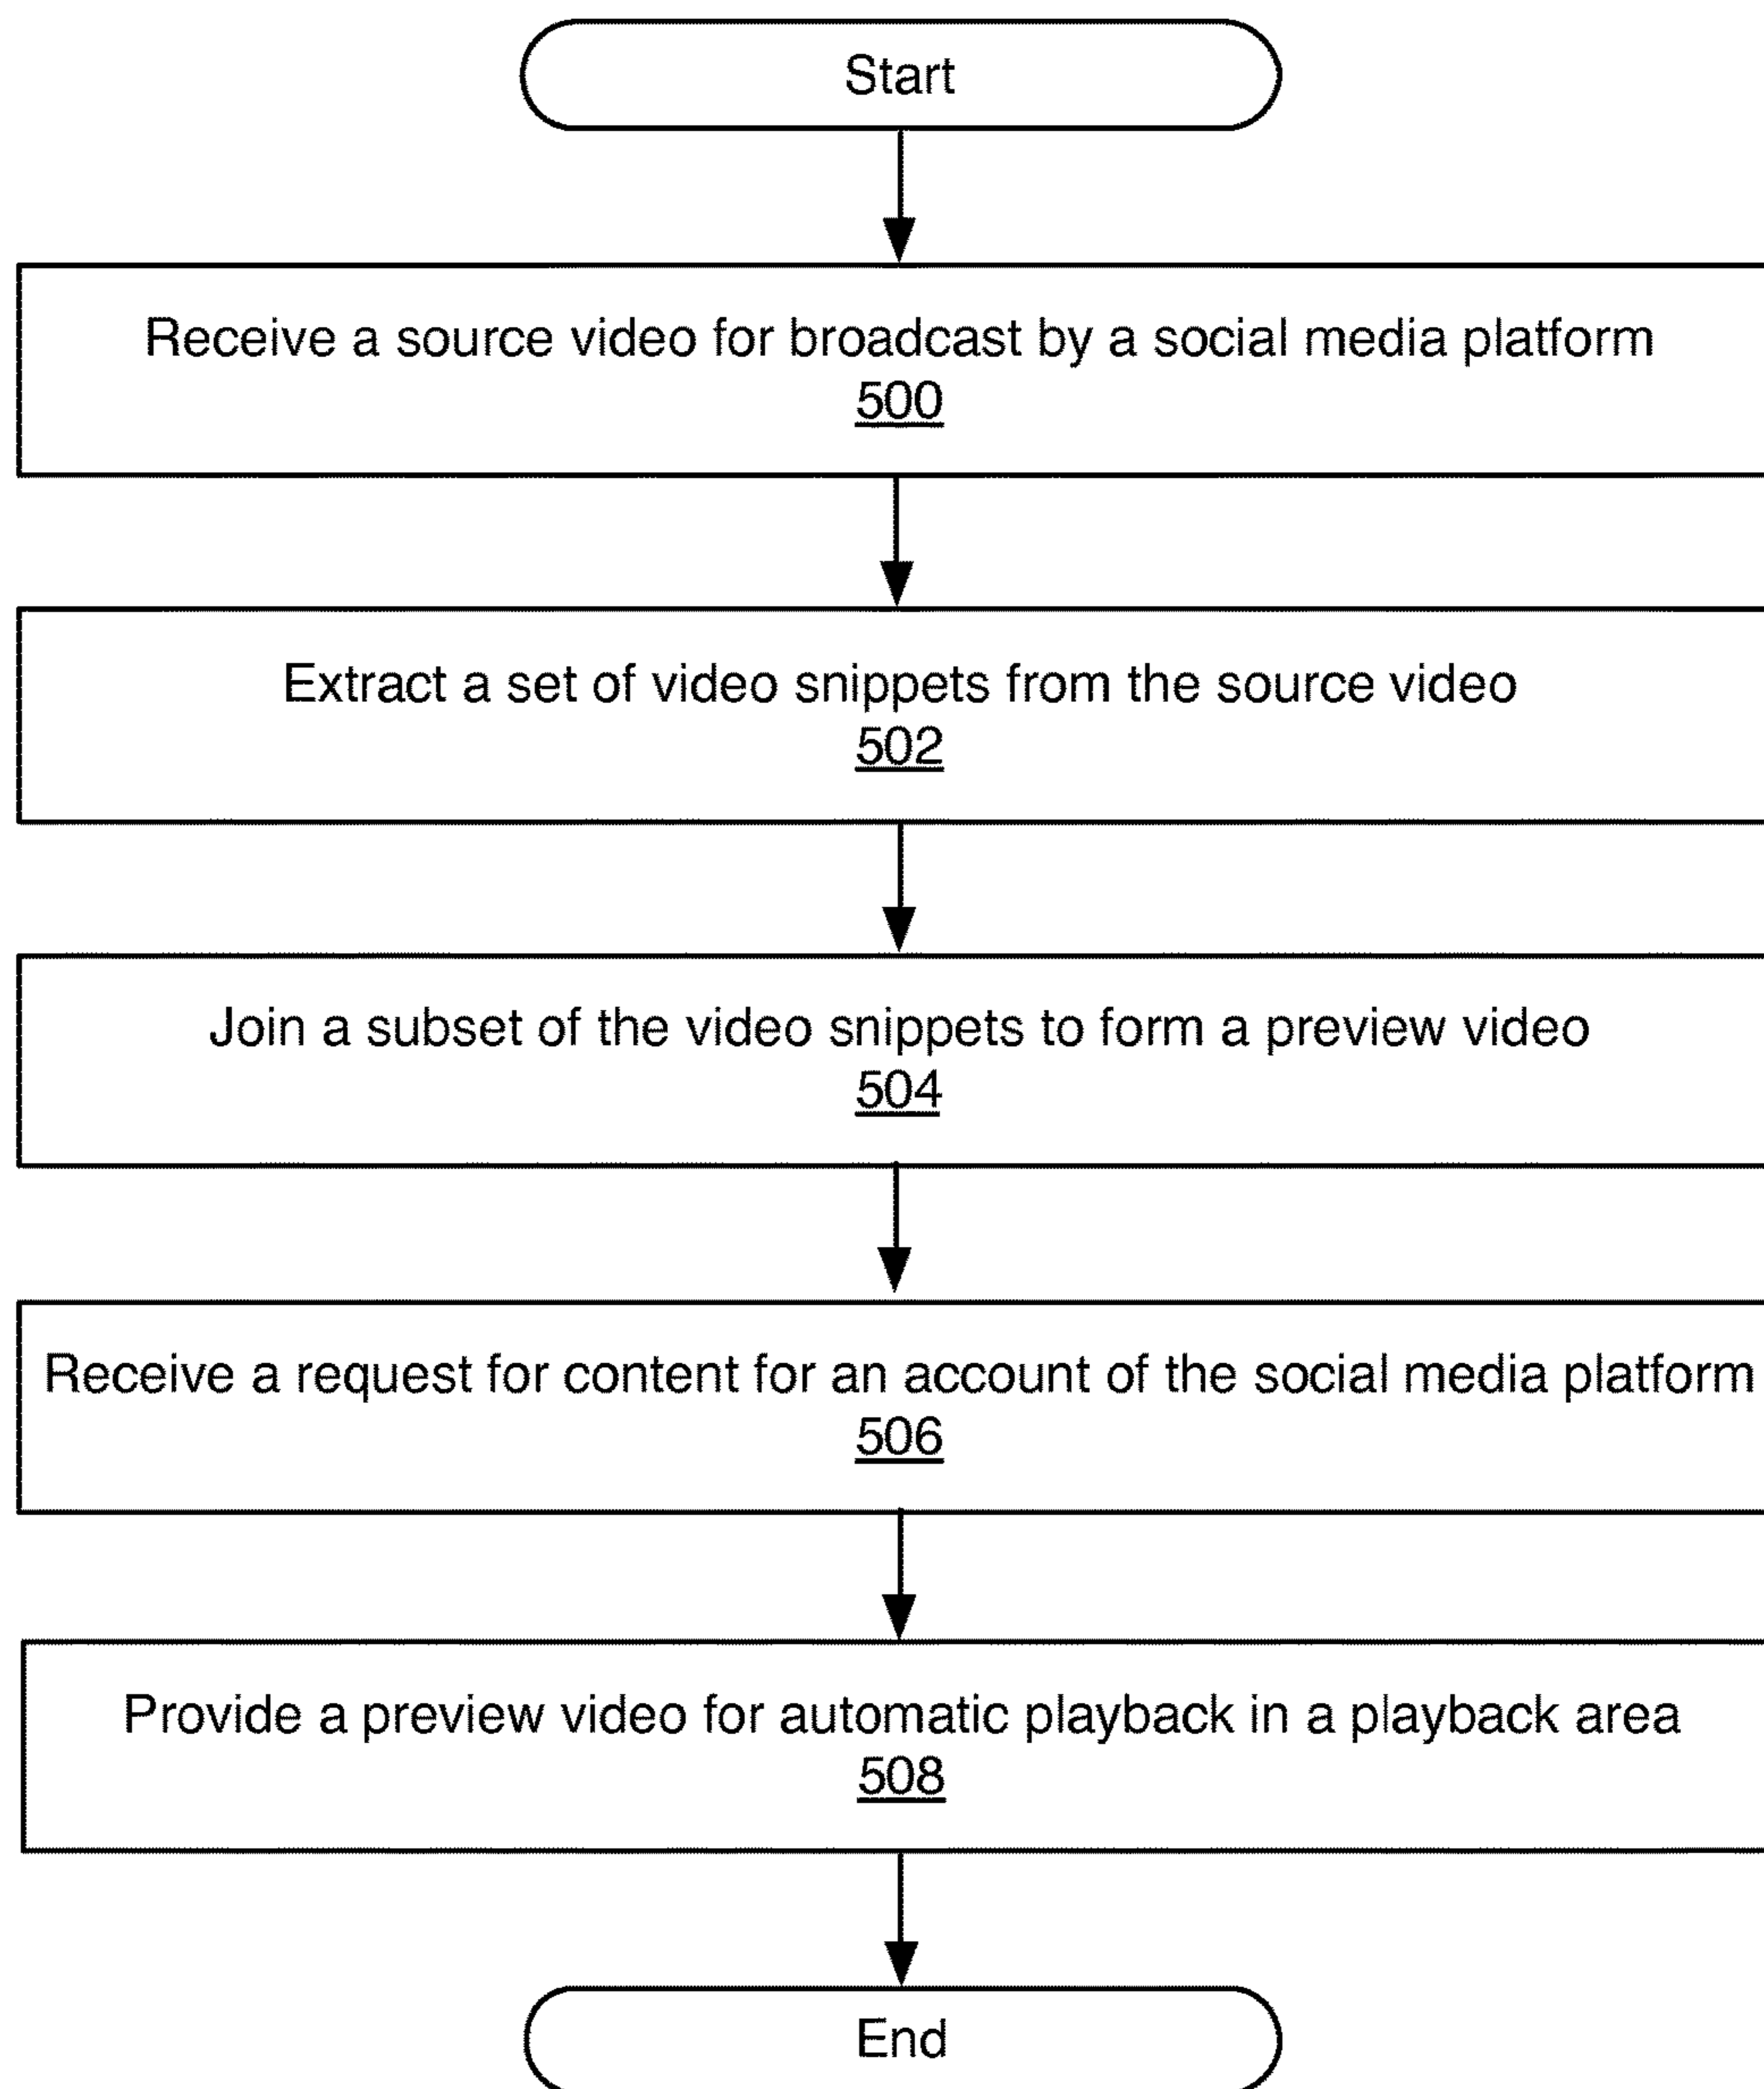 Start
Receive a source video for broadcast by a social media platform
500
Extract a set of video snippets from the source video
502
Join a subset of the video snippets to form a preview video
504
Receive a request for content for an account of the social media platform
506
Provide a preview video for automatic playback in a playback area
508
End